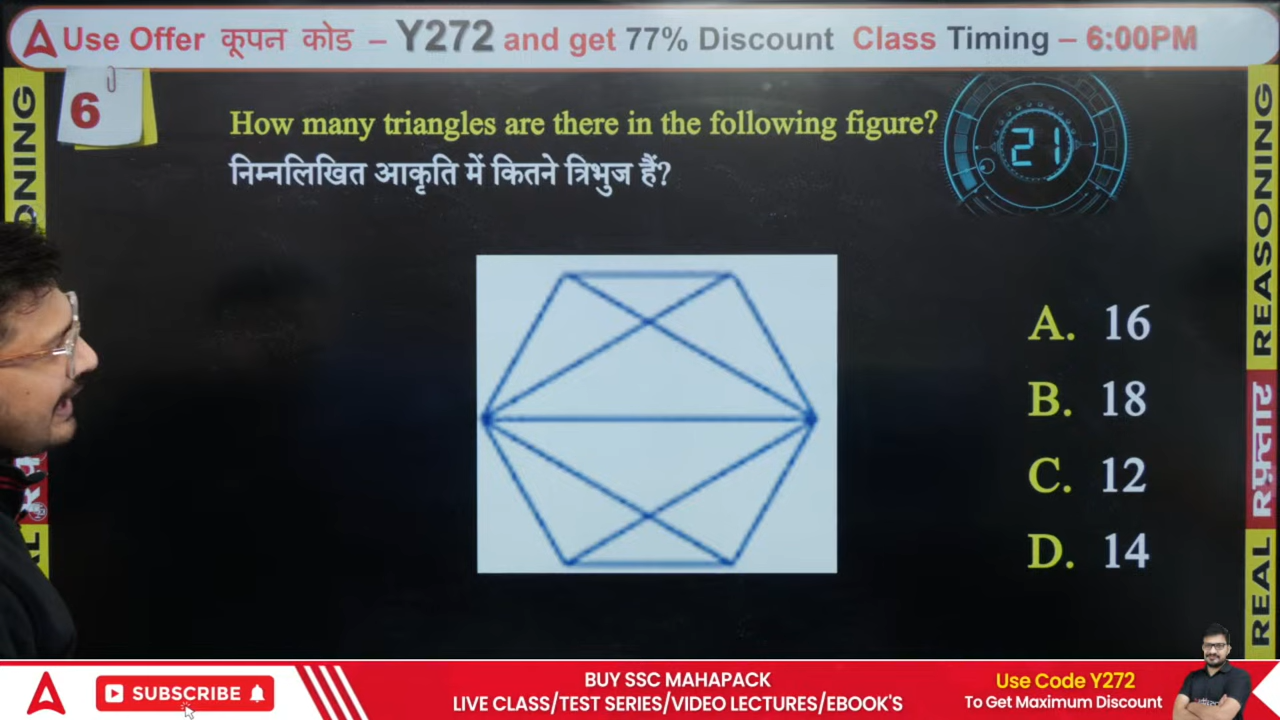 Use Offer कूपन कोड – Y272 and get 77% Discount Class Timing – 6:00PM
6
How many triangles are there in the following figure?
निम्नलिखित आकृति में कितने त्रिभुज हैं?
21
A. 16
B. 18
C. 12
D. 14
REASONING
REAL रफ़्तार REASONING
BUY SSC MAHAPACK
LIVE CLASS/TEST SERIES/VIDEO LECTURES/EBOOK'S
SUBSCRIBE
Use Code Y272
To Get Maximum Discount